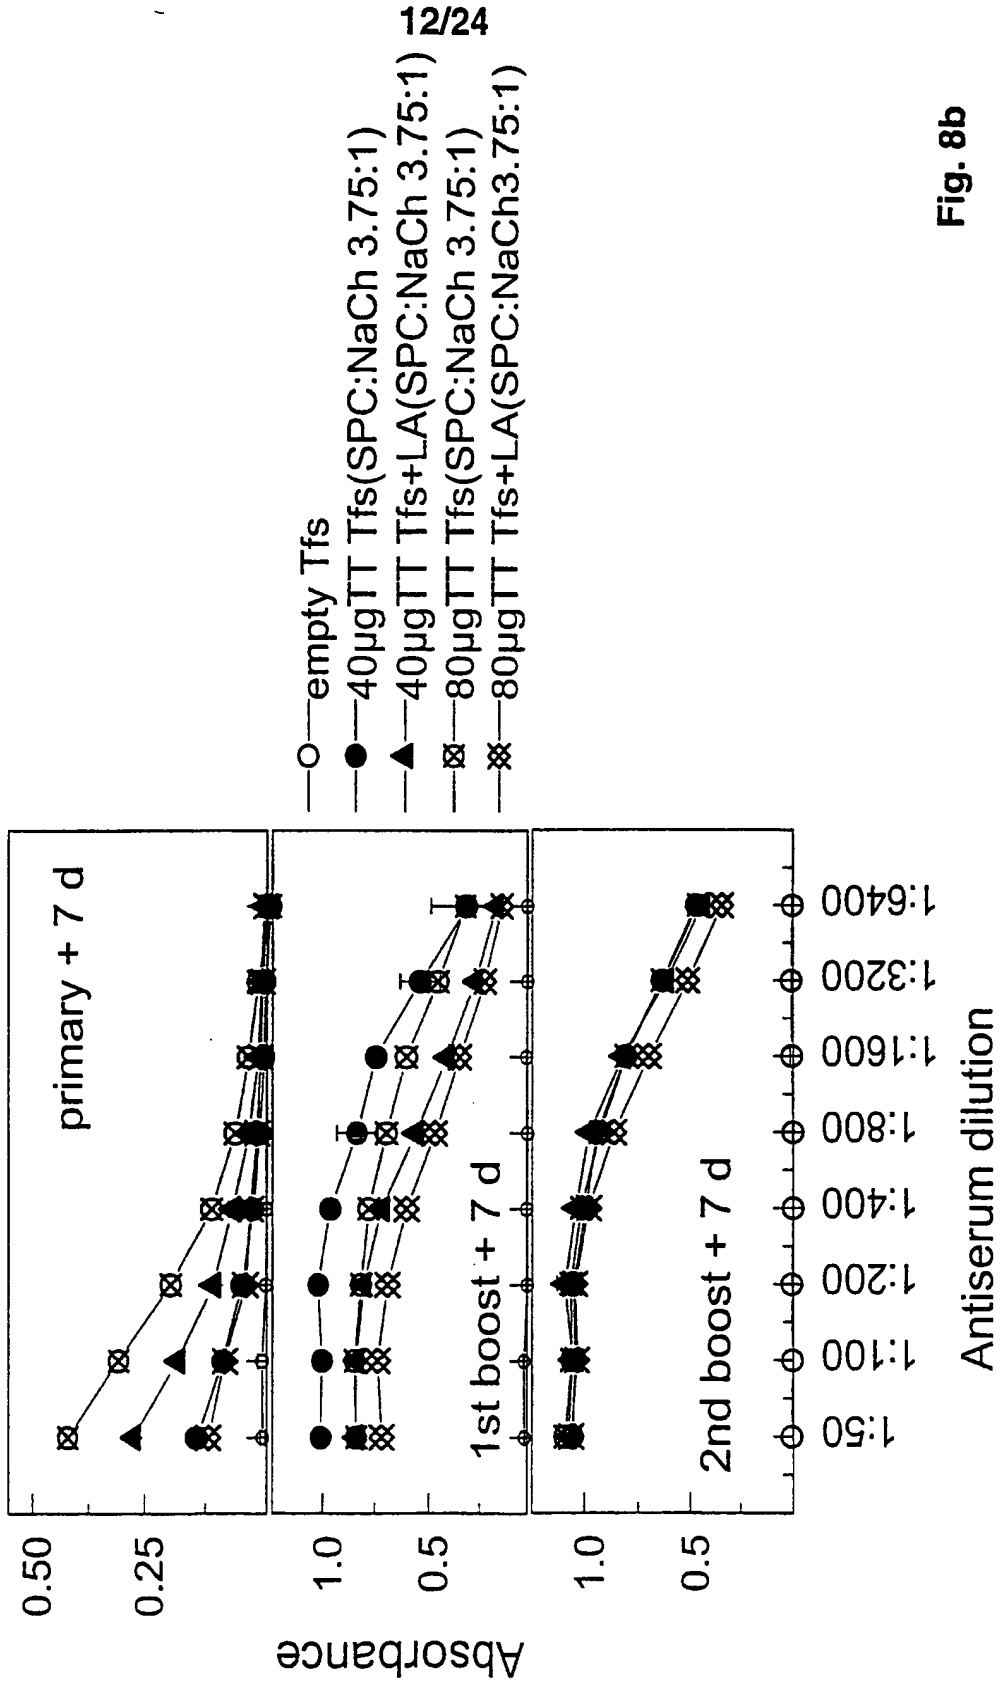 12/24
primary + 7 d
1st boost + 7 d
2nd boost + 7 d
0.50
0.25
1.0
0.5
1.0
0.5
Absorbance
1:50
1:100
1:200
1:400
1:800
1:1600
1:3200
1:6400
Antiserum dilution
empty Tfs
40µgTT Tfs(SPC:NaCh 3.75:1)
40µgTT Tfs+LA(SPC:NaCh 3.75:1)
80µgTT Tfs(SPC:NaCh 3.75:1)
80µgTT Tfs+LA(SPC:NaCh3.75:1)
Fig. 8b